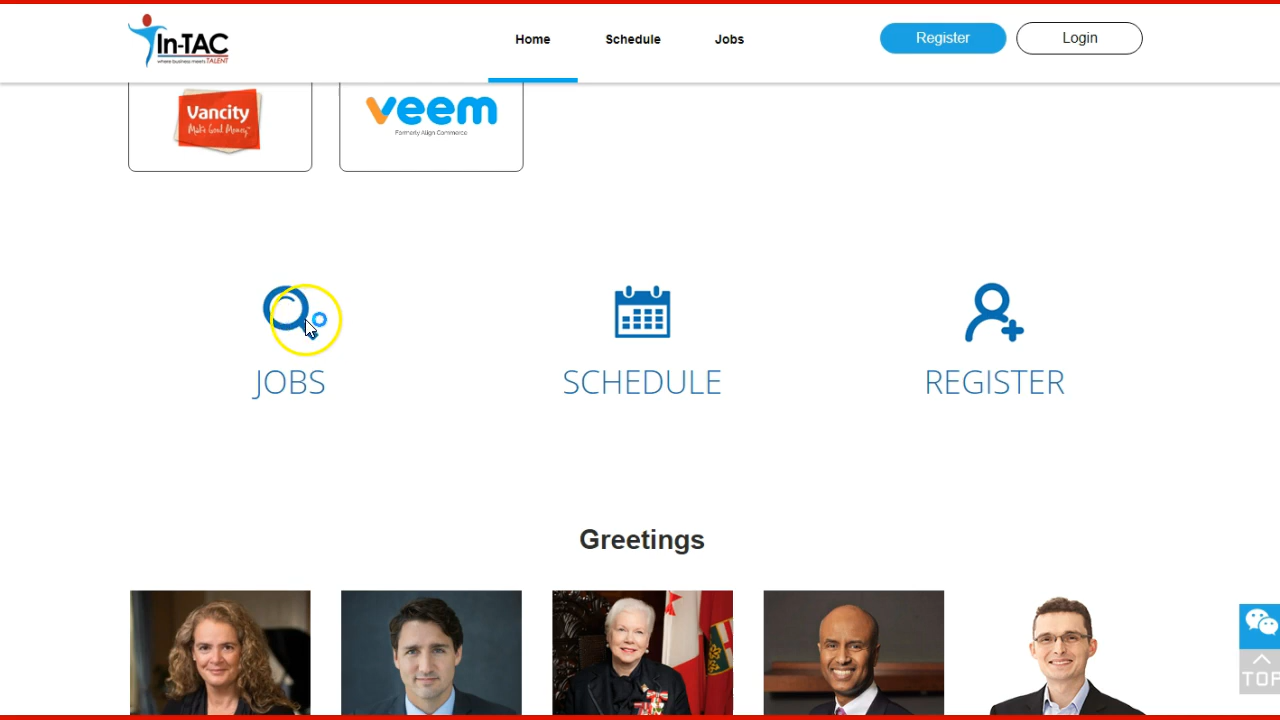 In-TAC
where business meets TALENT
Home
Schedule
Jobs
Register
Login
Vancity
Make Good Money™
veem
Formerly Align Commerce
JOBS
SCHEDULE
REGISTER
Greetings
TOP